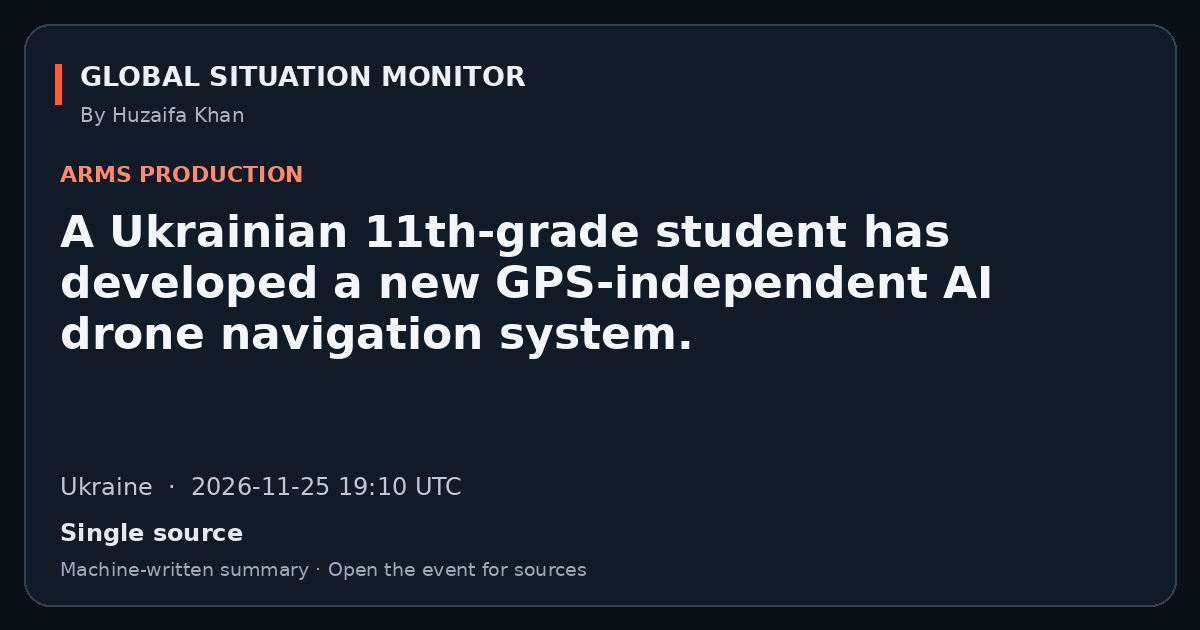 GLOBAL SITUATION MONITOR
By Huzaifa Khan
ARMS PRODUCTION
A Ukrainian 11th-grade student has
developed a new GPS-independent AI
drone navigation system.
Ukraine · 2026-11-25 19:10 UTC
Single source
Machine-written summary · Open the event for sources